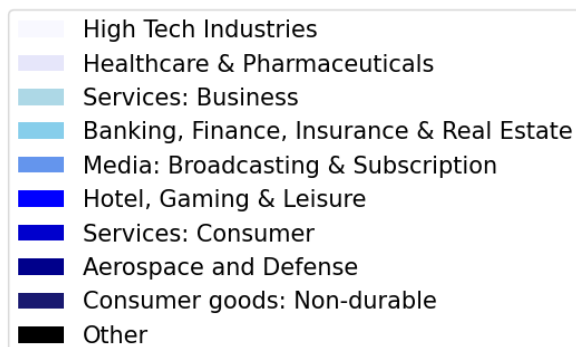 High Tech Industries
Healthcare & Pharmaceuticals
Services: Business
Banking, Finance, Insurance & Real Estate
Media: Broadcasting & Subscription
Hotel, Gaming & Leisure
Services: Consumer
Aerospace and Defense
Consumer goods: Non-durable
Other